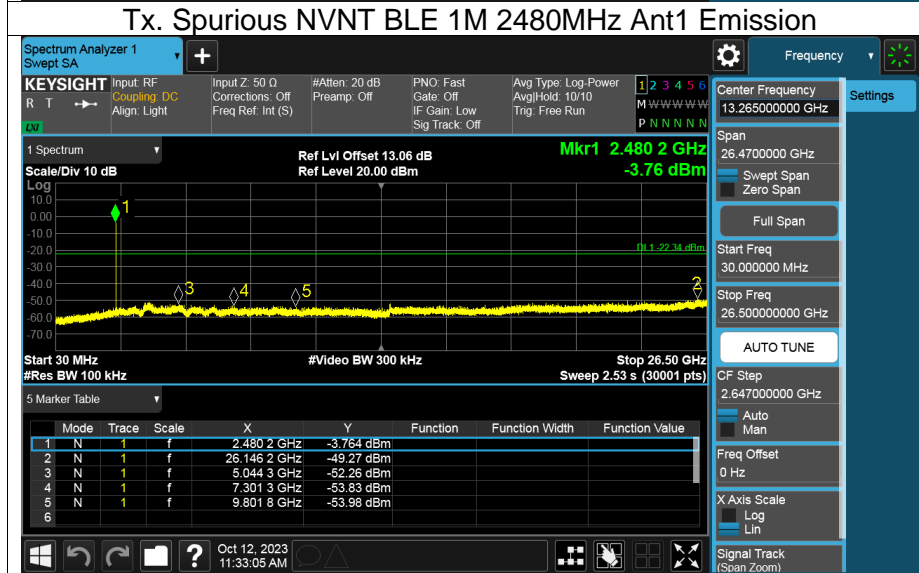 Tx. Spurious NVNT BLE 1M 2480MHz Ant1 Emission
Spectrum Analyzer 1
Swept SA
+
Frequency
Settings
KEYSIGHT
R T
LXI
Input: RF
Coupling: DC
Align: Light
Input Z: 50 Ω
Corrections: Off
Freq Ref: Int (S)
#Atten: 20 dB
Preamp: Off
PNO: Fast
Gate: Off
IF Gain: Low
Sig Track: Off
Avg Type: Log-Power
Avg|Hold: 10/10
Trig: Free Run
1 2 3 4 5 6
M W W W W W
P N N N N N
1 Spectrum
Scale/Div 10 dB
Ref Lvl Offset 13.06 dB
Ref Level 20.00 dBm
Mkr1 2.480 2 GHz
-3.76 dBm
Log
10.0
0.00
-10.0
-20.0
-30.0
-40.0
-50.0
-60.0
-70.0
1
DL1 -22.34 dBm
3
4
5
2
Start 30 MHz
#Video BW 300 kHz
Stop 26.50 GHz
#Res BW 100 kHz
Sweep 2.53 s (30001 pts)
5 Marker Table
Mode Trace Scale X Y Function Function Width Function Value
1 N 1 f 2.480 2 GHz -3.764 dBm
2 N 1 f 26.146 2 GHz -49.27 dBm
3 N 1 f 5.044 3 GHz -52.26 dBm
4 N 1 f 7.301 3 GHz -53.83 dBm
5 N 1 f 9.801 8 GHz -53.98 dBm
6
?
Oct 12, 2023
11:33:05 AM
Center Frequency
13.265000000 GHz
Span
26.4700000 GHz
Swept Span
Zero Span
Full Span
Start Freq
30.000000 MHz
Stop Freq
26.500000000 GHz
AUTO TUNE
CF Step
2.647000000 GHz
Auto
Man
Freq Offset
0 Hz
X Axis Scale
Log
Lin
Signal Track
(Span Zoom)